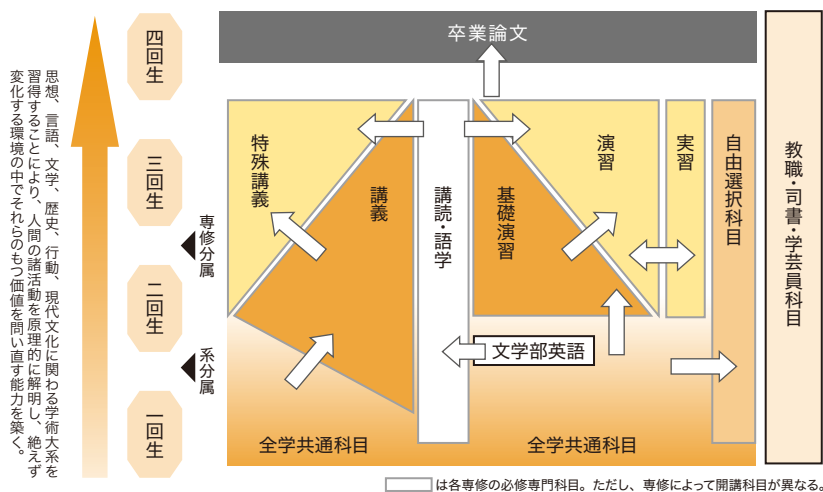 思想、言語、文学、歴史、行動、現代文化に関わる学術大系を
習得することにより、人間の諸活動を原理的に解明し、絶えず
変化する環境の中でそれらのもつ価値を問い直す能力を築く。
四回生
三回生
専修分属
二回生
系分属
一回生
卒業論文
特殊講義
講義
講読・語学
基礎演習
演習
実習
自由選択科目
教職・司書・学芸員科目
文学部英語
全学共通科目
全学共通科目
は各専修の必修専門科目。ただし、専修によって開講科目が異なる。